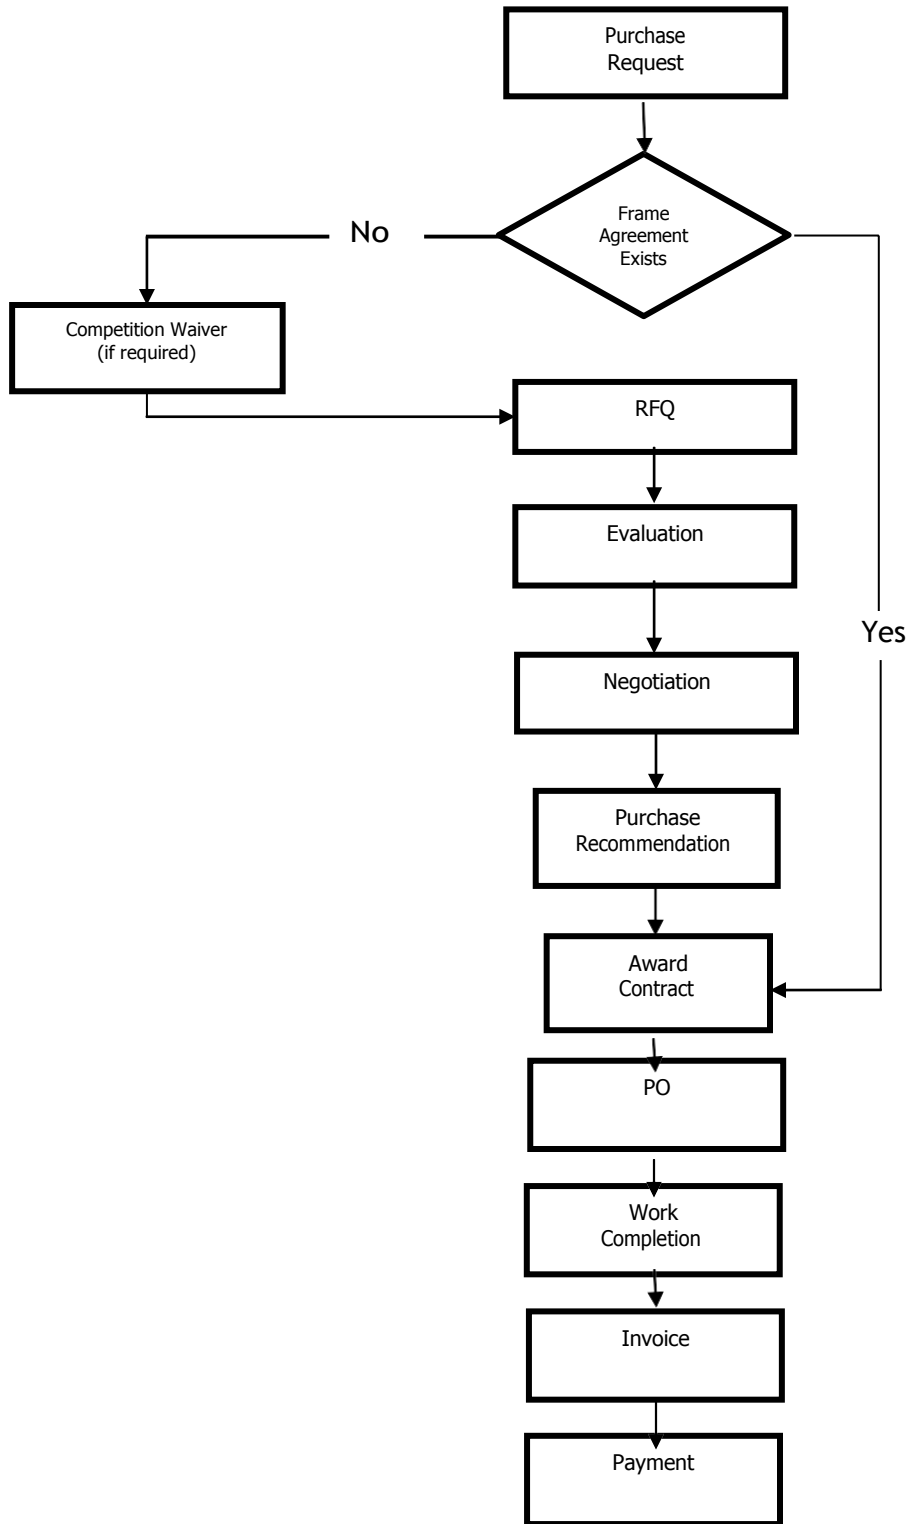 Purchase
Request
Frame
Agreement
Exists
No
Competition Waiver
(if required)
RFQ
Evaluation
Yes
Negotiation
Purchase
Recommendation
Award
Contract
PO
Work
Completion
Invoice
Payment